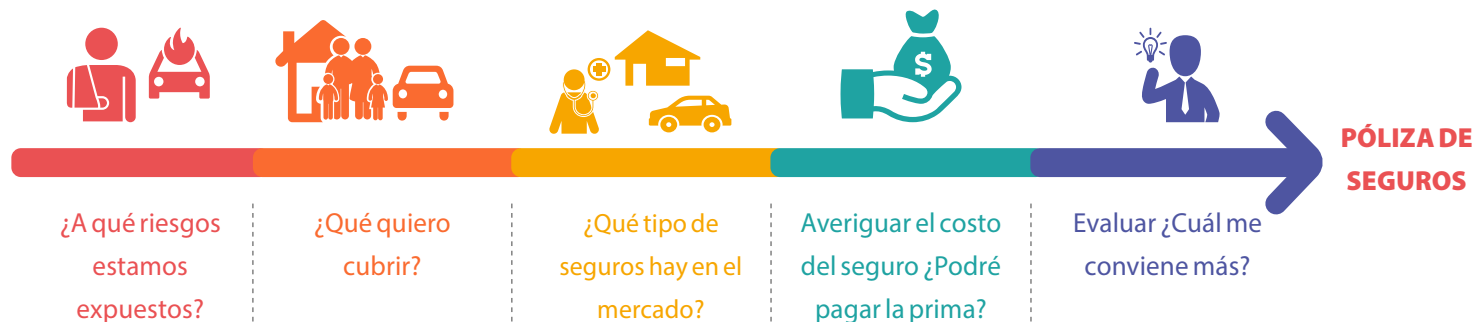 $
PÓLIZA DE
SEGUROS
¿A qué riesgos
estamos
expuestos?
¿Qué quiero
cubrir?
¿Qué tipo de
seguros hay en el
mercado?
Averiguar el costo
del seguro ¿Podré
pagar la prima?
Evaluar ¿Cuál me
conviene más?